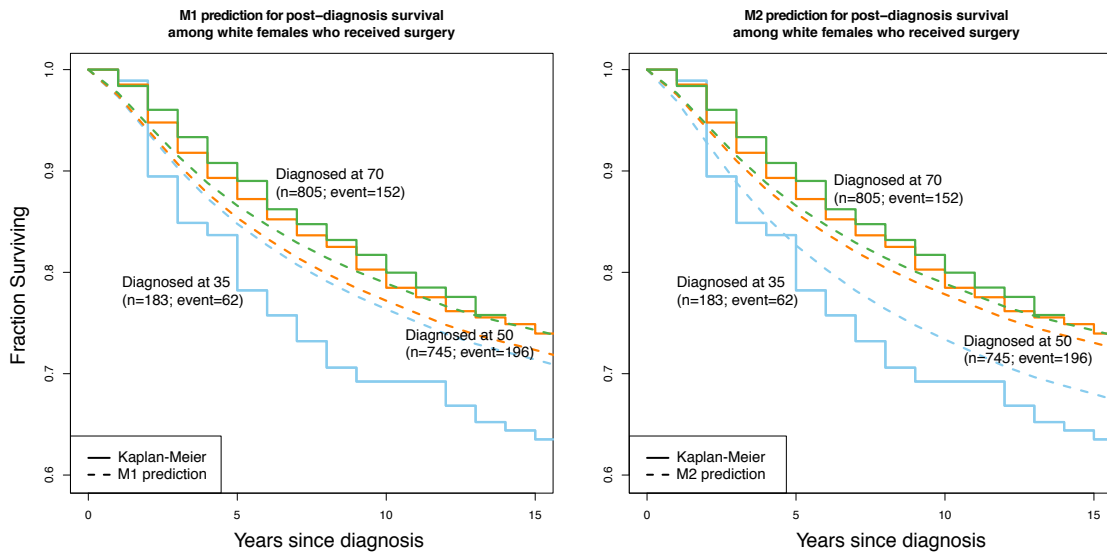 M1 prediction for post−diagnosis survival
among white females who received surgery
Fraction Surviving
1.0
0.9
0.8
0.7
0.6
Diagnosed at 70
(n=805; event=152)
Diagnosed at 35
(n=183; event=62)
Diagnosed at 50
(n=745; event=196)
Kaplan−Meier
M1 prediction
0
5
10
15
Years since diagnosis
M2 prediction for post−diagnosis survival
among white females who received surgery
1.0
0.9
0.8
0.7
0.6
Diagnosed at 70
(n=805; event=152)
Diagnosed at 35
(n=183; event=62)
Diagnosed at 50
(n=745; event=196)
Kaplan−Meier
M2 prediction
0
5
10
15
Years since diagnosis